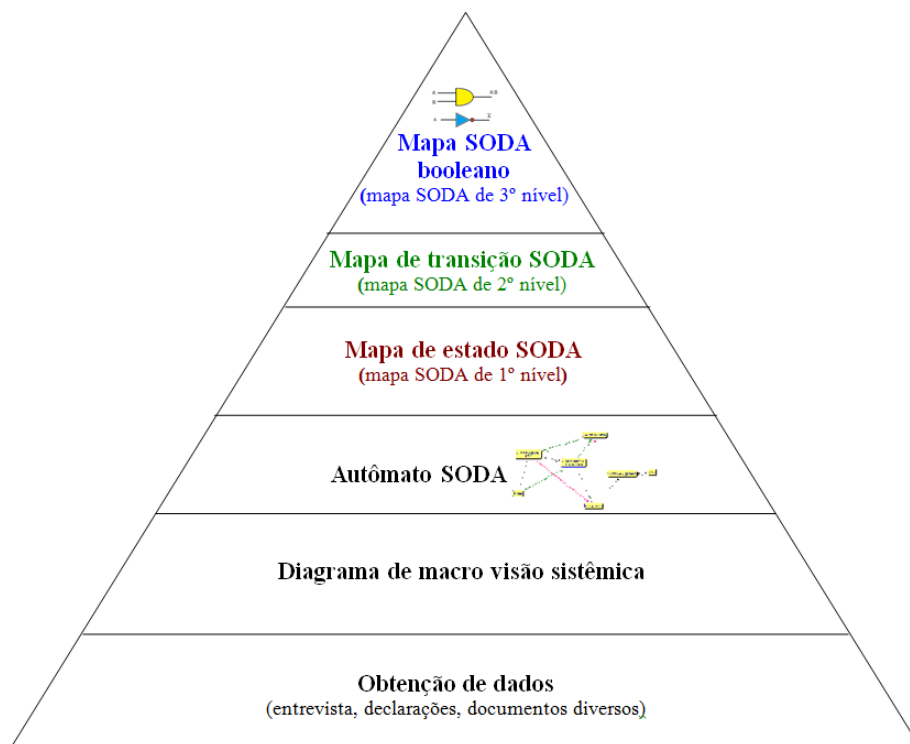 A
B
A.B
A
Mapa SODA
booleano
(mapa SODA de 3º nível)
Mapa de transição SODA
(mapa SODA de 2º nível)
Mapa de estado SODA
(mapa SODA de 1º nível)
Autômato SODA
Diagrama de macro visão sistêmica
Obtenção de dados
(entrevista, declarações, documentos diversos)